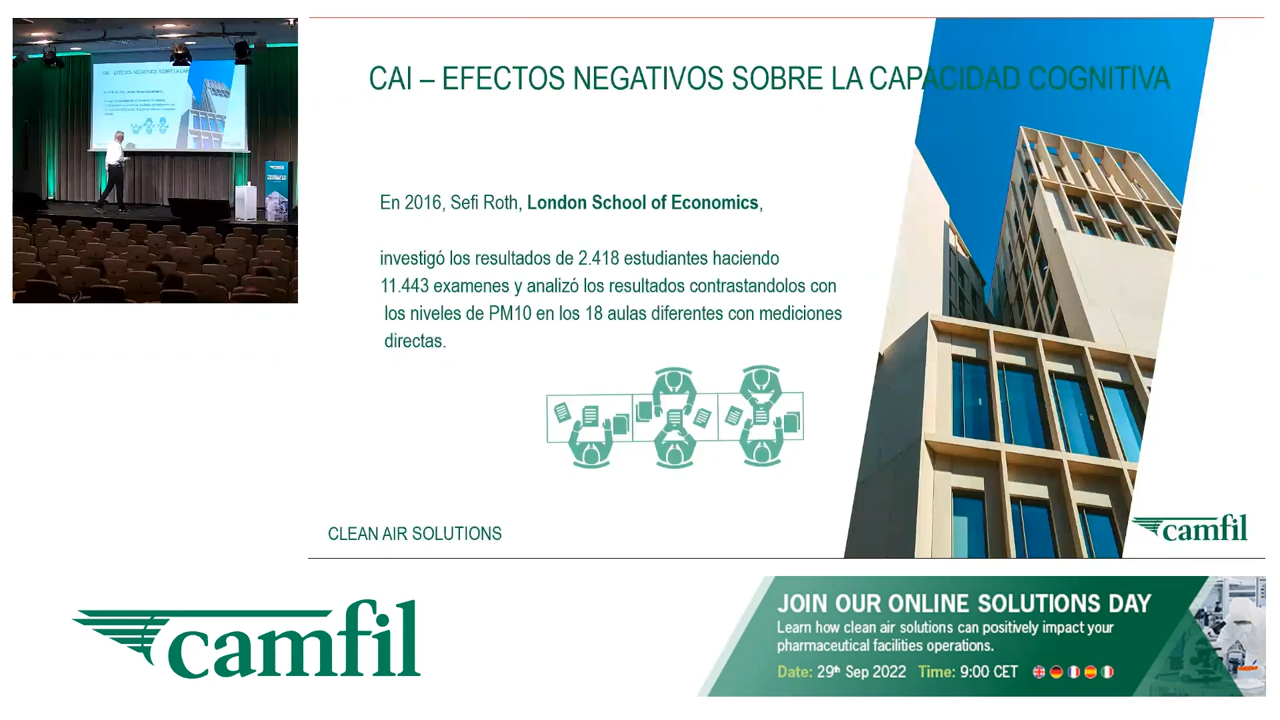 CAI – EFECTOS NEGATIVOS SOBRE LA CAPACIDAD COGNITIVA
En 2016, Sefi Roth, London School of Economics,
investigó los resultados de 2.418 estudiantes haciendo
11.443 examenes y analizó los resultados contrastandolos con
los niveles de PM10 en los 18 aulas diferentes con mediciones
directas.
CLEAN AIR SOLUTIONS
camfil
camfil
JOIN OUR ONLINE SOLUTIONS DAY
Learn how clean air solutions can positively impact your
pharmaceutical facilities operations.
Date: 29th Sep 2022 Time: 9:00 CET